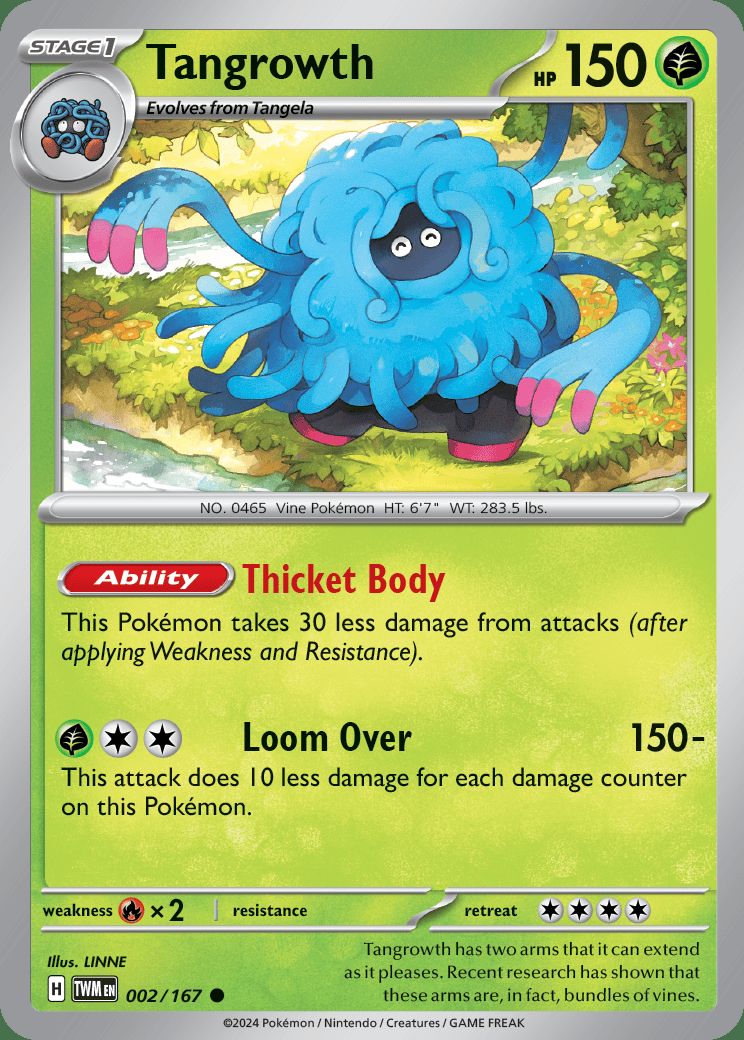 STAGE 1
Tangrowth
HP 150
Evolves from Tangela
NO. 0465 Vine Pokémon HT: 6'7" WT: 283.5 lbs.
Ability Thicket Body
This Pokémon takes 30 less damage from attacks (after
applying Weakness and Resistance).
Loom Over 150-
This attack does 10 less damage for each damage counter
on this Pokémon.
weakness ×2 resistance retreat
Illus. LINNE
H TWM EN 002/167
Tangrowth has two arms that it can extend
as it pleases. Recent research has shown that
these arms are, in fact, bundles of vines.
©2024 Pokémon / Nintendo / Creatures / GAME FREAK